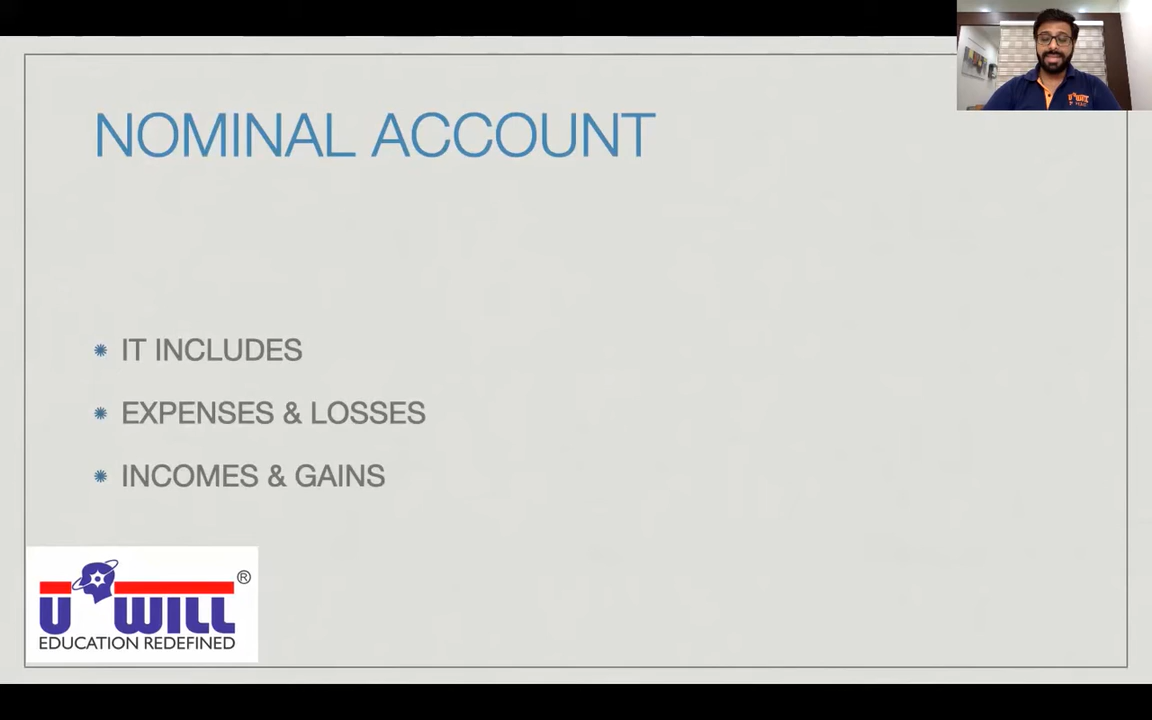 NOMINAL ACCOUNT
IT INCLUDES
EXPENSES & LOSSES
INCOMES & GAINS
U WILL ®
EDUCATION REDEFINED